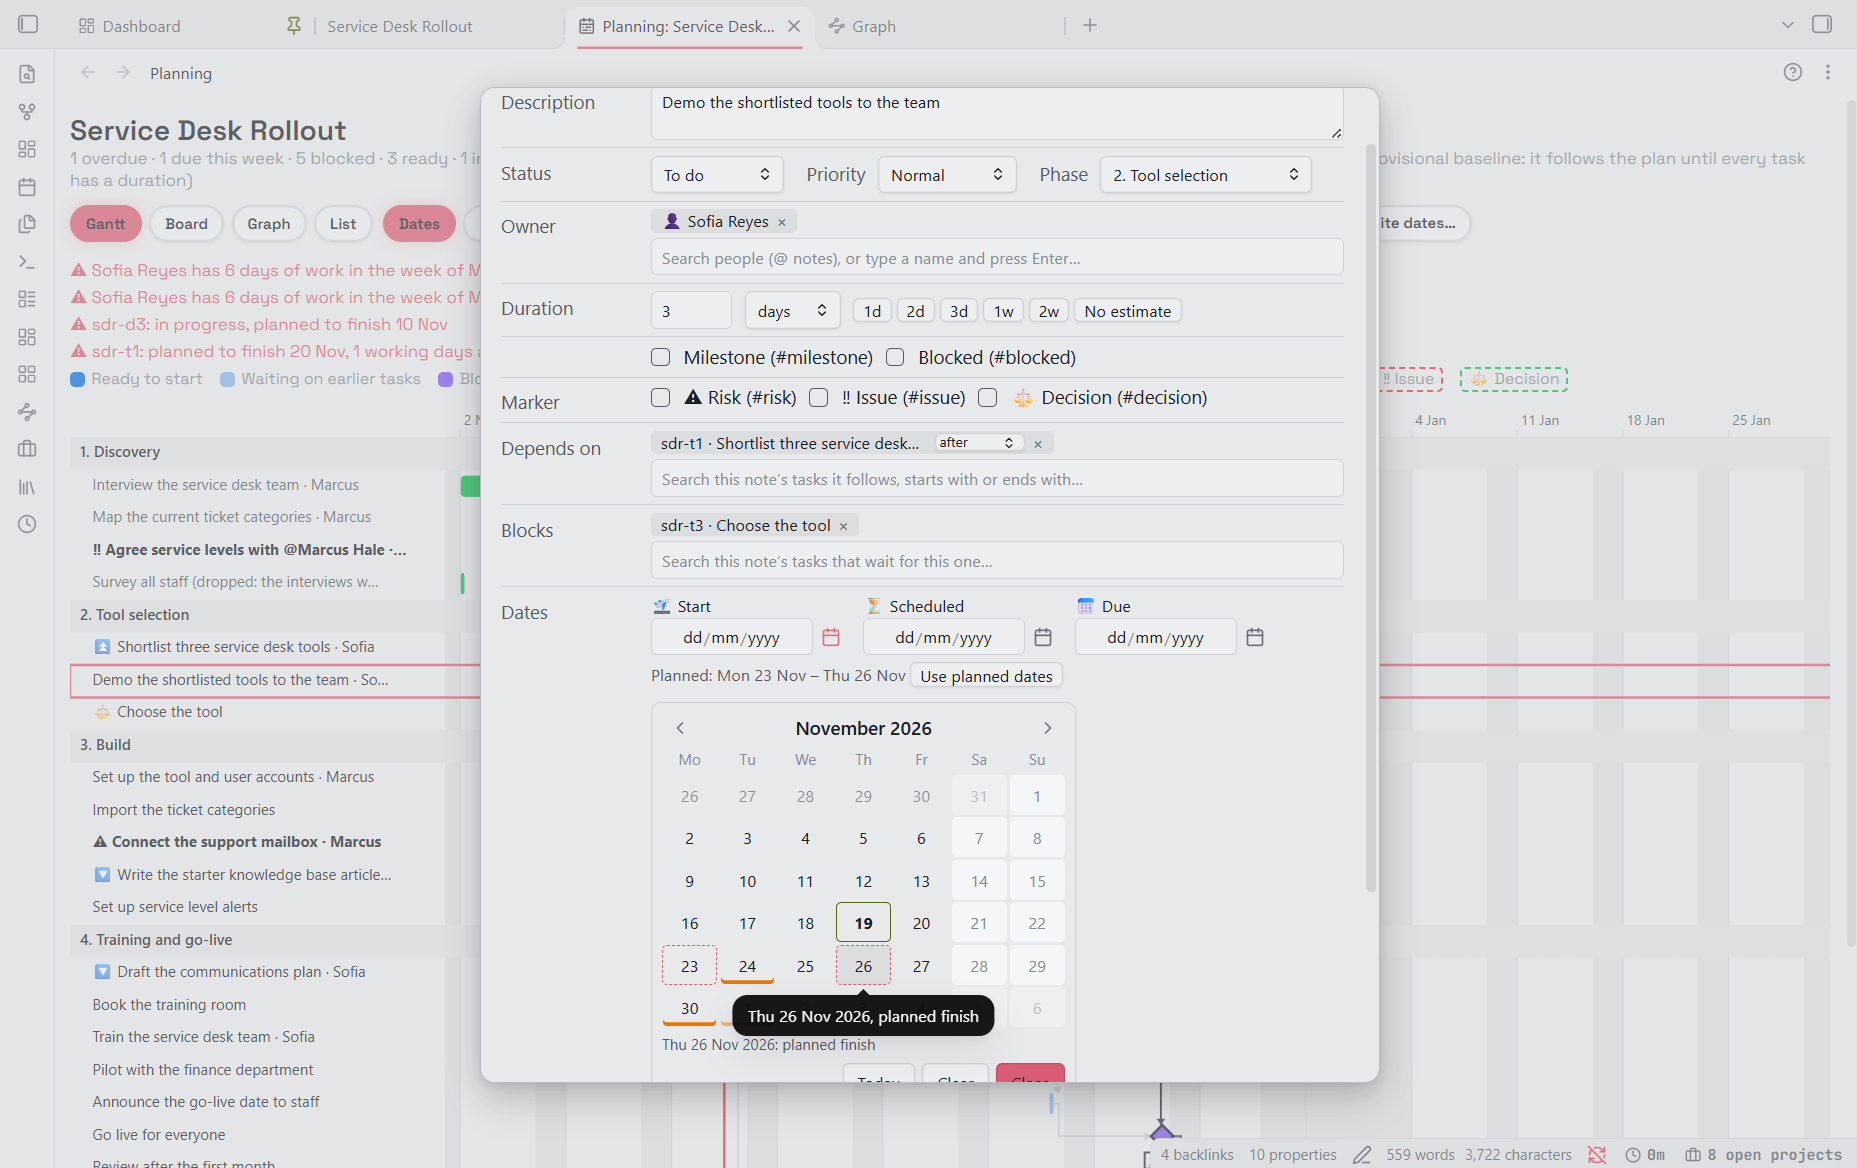 Dashboard
Service Desk Rollout
Planning: Service Desk...
Graph
Planning
Service Desk Rollout
1 overdue · 1 due this week · 5 blocked · 3 ready · 1 i
ovisional baseline: it follows the plan until every task
has a duration)
Gantt
Board
Graph
List
Dates
ite dates...
Sofia Reyes has 6 days of work in the week of M
Sofia Reyes has 6 days of work in the week of M
sdr-d3: in progress, planned to finish 10 Nov
sdr-t1: planned to finish 20 Nov, 1 working days
Ready to start
Waiting on earlier tasks
Blo
!! Issue
Decision
2 N
4 Jan
11 Jan
18 Jan
25 Jan
1. Discovery
Interview the service desk team · Marcus
Map the current ticket categories · Marcus
!! Agree service levels with @Marcus Hale ·...
Survey all staff (dropped: the interviews w...
2. Tool selection
Shortlist three service desk tools · Sofia
Demo the shortlisted tools to the team · So...
Choose the tool
3. Build
Set up the tool and user accounts · Marcus
Import the ticket categories
Connect the support mailbox · Marcus
Write the starter knowledge base article...
Set up service level alerts
4. Training and go-live
Draft the communications plan · Sofia
Book the training room
Train the service desk team · Sofia
Pilot with the finance department
Announce the go-live date to staff
Go live for everyone
Review after the first month
Description
Demo the shortlisted tools to the team
Status
To do
Priority
Normal
Phase
2. Tool selection
Owner
Sofia Reyes ×
Search people (@ notes), or type a name and press Enter...
Duration
3
days
1d
2d
3d
1w
2w
No estimate
Milestone (#milestone)
Blocked (#blocked)
Marker
Risk (#risk)
!! Issue (#issue)
Decision (#decision)
Depends on
sdr-t1 · Shortlist three service desk...
after
×
Search this note's tasks it follows, starts with or ends with...
Blocks
sdr-t3 · Choose the tool ×
Search this note's tasks that wait for this one...
Dates
Start
Scheduled
Due
dd/mm/yyyy
dd/mm/yyyy
dd/mm/yyyy
Planned: Mon 23 Nov – Thu 26 Nov
Use planned dates
November 2026
Mo Tu We Th Fr Sa Su
26 27 28 29 30 31 1
2 3 4 5 6 7 8
9 10 11 12 13 14 15
16 17 18 19 20 21 22
23 24 25 26 27 28 29
30 6
Thu 26 Nov 2026, planned finish
Thu 26 Nov 2026: planned finish
Today
Clear
Close
4 backlinks
10 properties
559 words
3,722 characters
0m
8 open projects